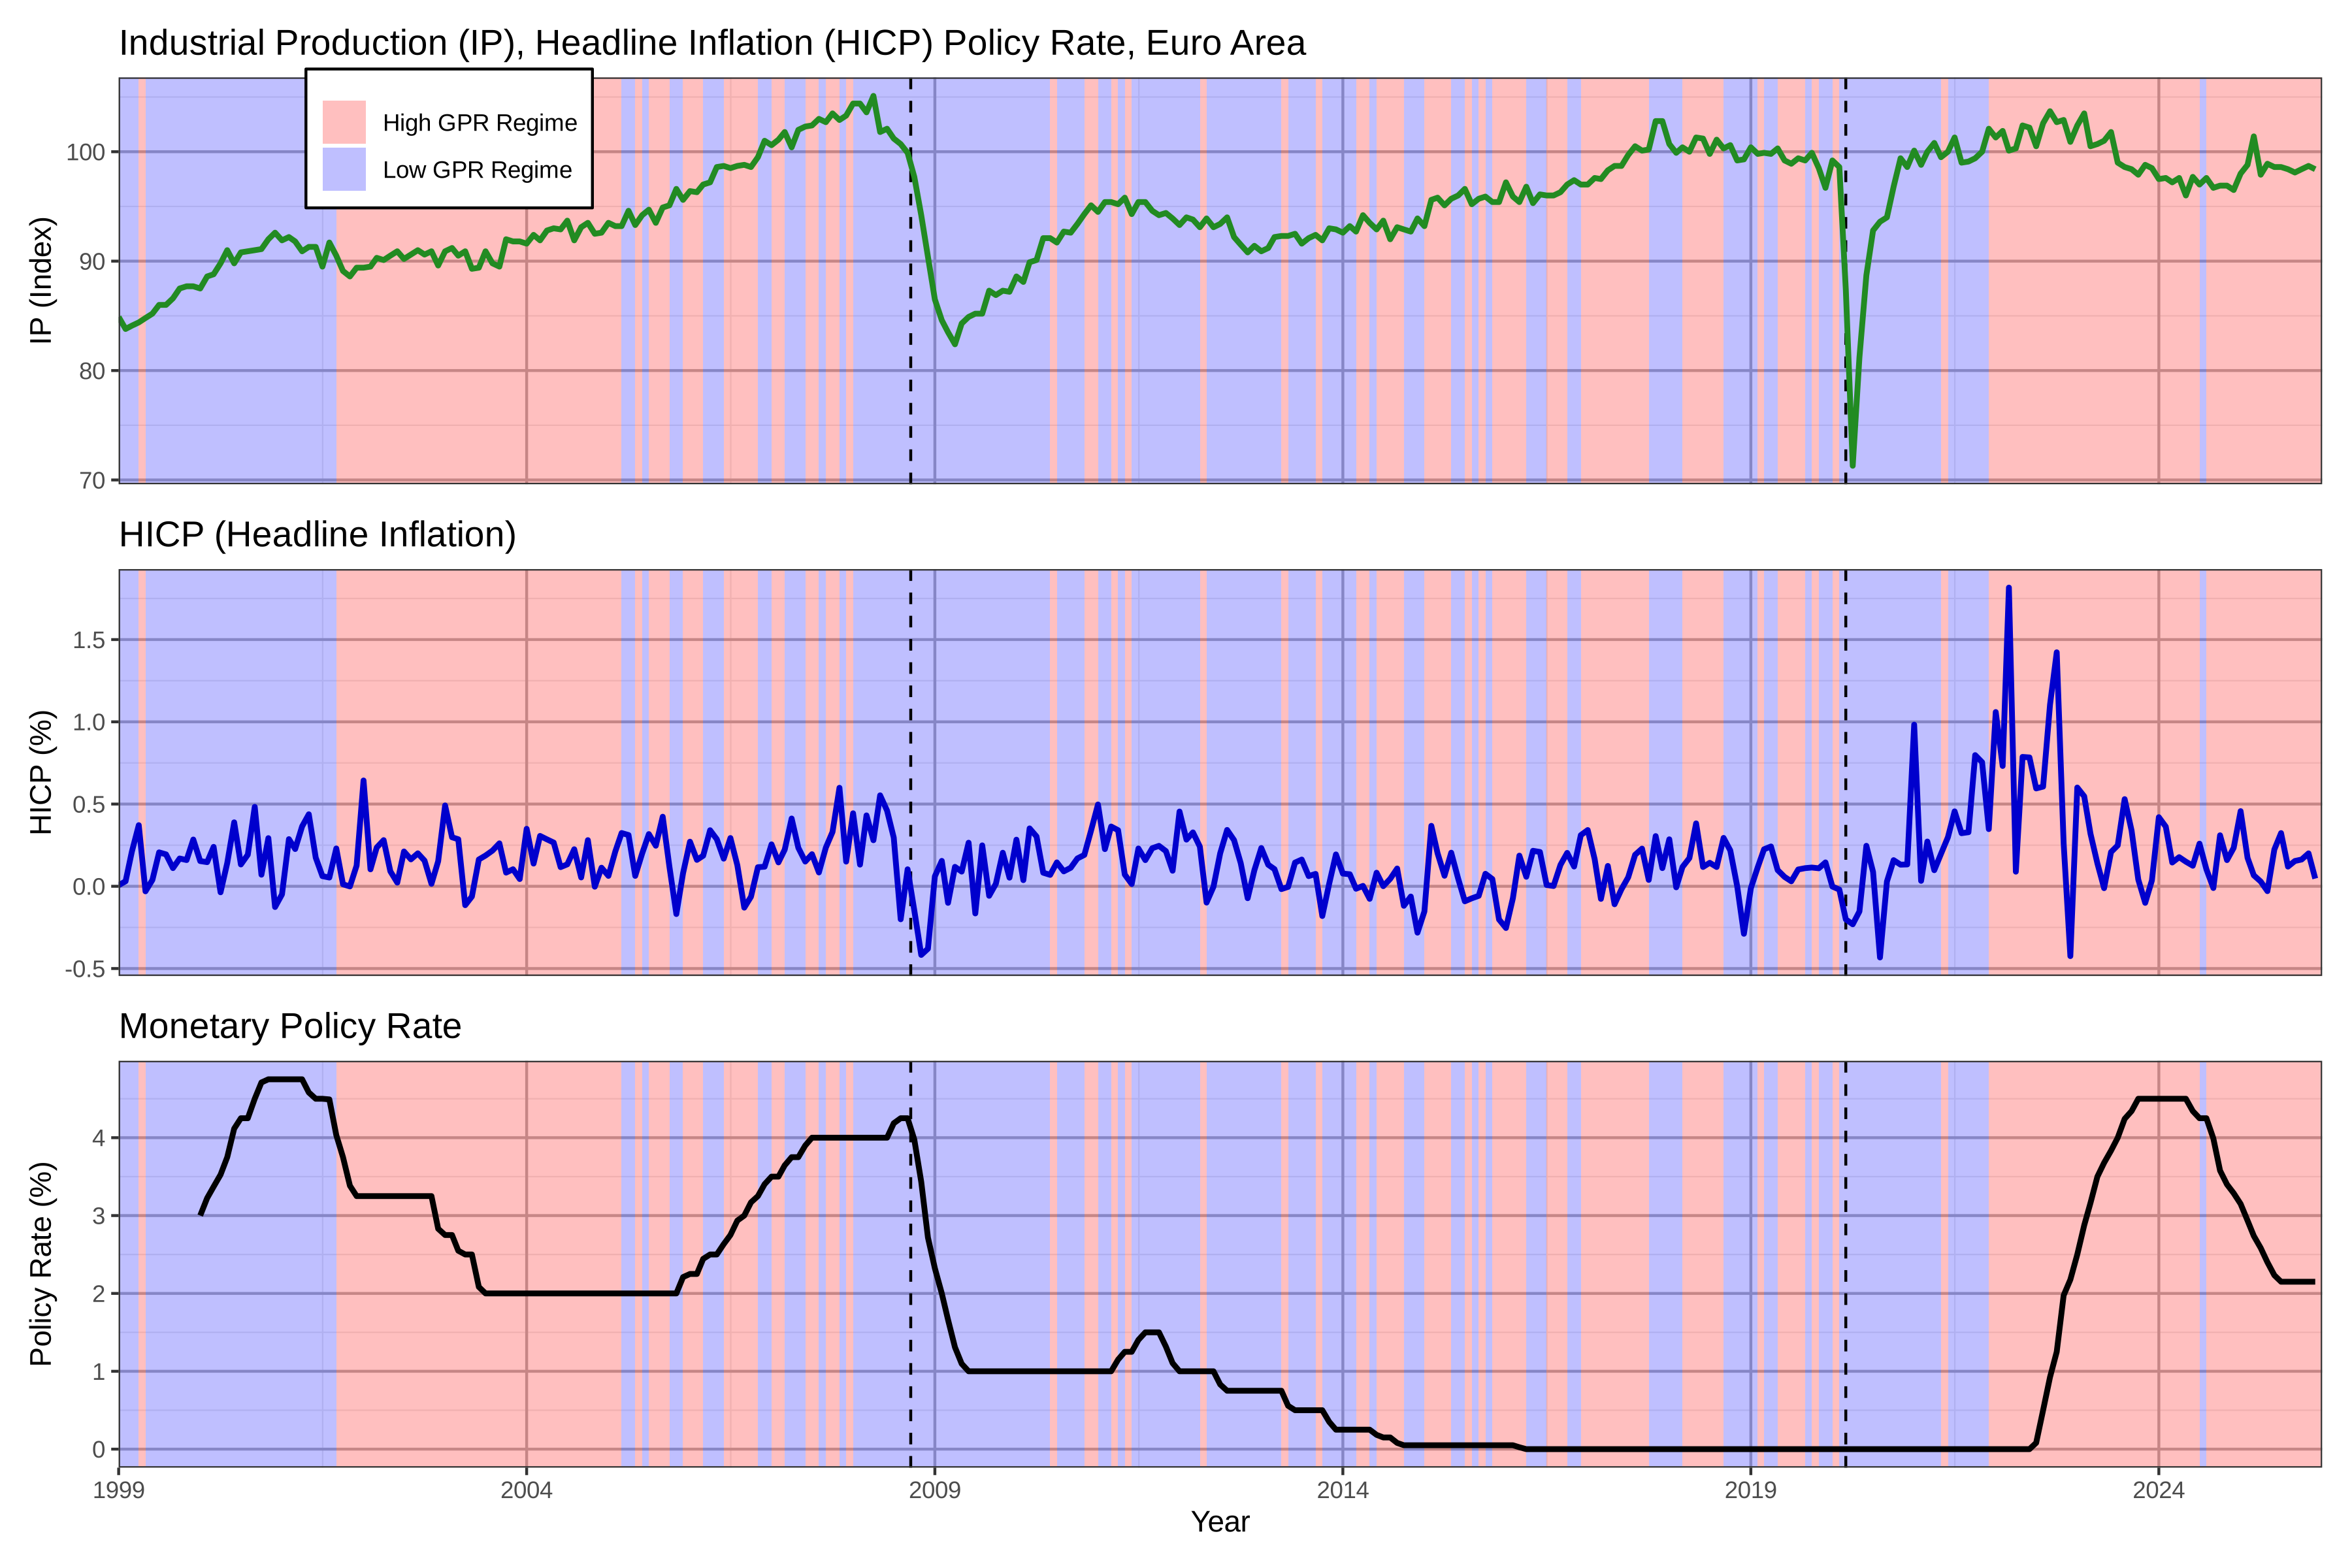 Industrial Production (IP), Headline Inflation (HICP) Policy Rate, Euro Area
High GPR Regime
Low GPR Regime
IP (Index)
100
90
80
70
HICP (Headline Inflation)
HICP (%)
1.5
1.0
0.5
0.0
-0.5
Monetary Policy Rate
Policy Rate (%)
4
3
2
1
0
1999 2004 2009 2014 2019 2024
Year